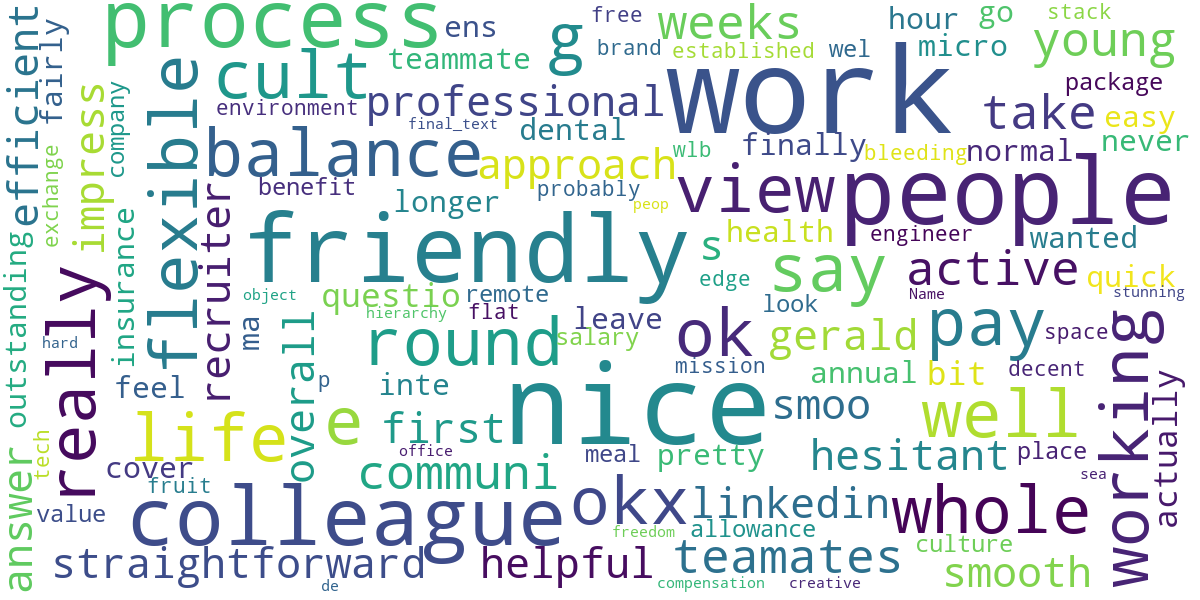 process
ens
free
weeks
hour
go
stack
efficient
fairly
cult
teammate
g
brand
established
wel
micro
young
flexible
environment
professional
work
package
impress
company
final_text
dental
finally
take
easy
balance
approach
wlb
bleeding
normal
never
benefit
probably
view
people
longer
peop
exchange
recruiter
friendly
s
health
engineer
wanted
outstanding
insurance
really
say
active
quick
edge
object
questio
remote
look
Name
stunning
hierarchy
flat
leave
ok
gerald
pay
space
hard
ma
round
salary
mission
working
feel
overall
p
inte
nice
annual
bit
decent
life
e
first
smoo
well
answer
tech
cover
office
meal
pretty
hesitant
place
actually
fruit
communi
sea
value
colleague
okx
linkedin
whole
freedom
allowance
culture
straightforward
helpful
teamates
smooth
de
compensation
creative